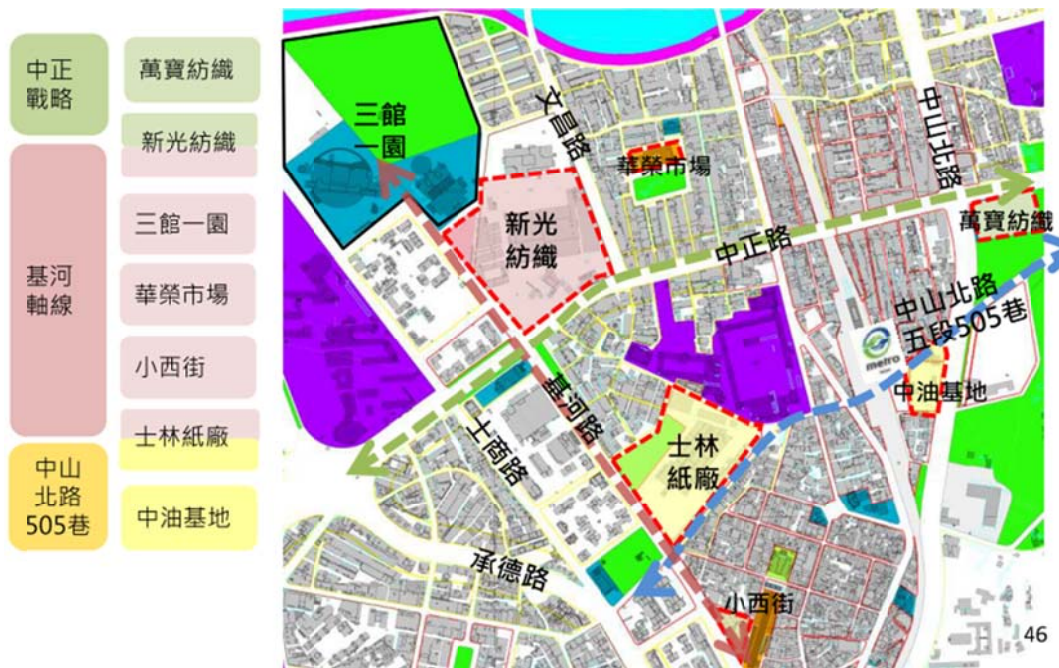 中正
戰略
基河
軸線
中山
北路
505巷
萬寶紡織
新光紡織
三館一園
華榮市場
小西街
士林紙廠
中油基地
三館
一園
文昌路
華榮市場
中山北路
新光
紡織
中正路
萬寶紡織
中山北路
五段505巷
metro
中油基地
基河路
士商路
士林
紙廠
承德路
小西街
46